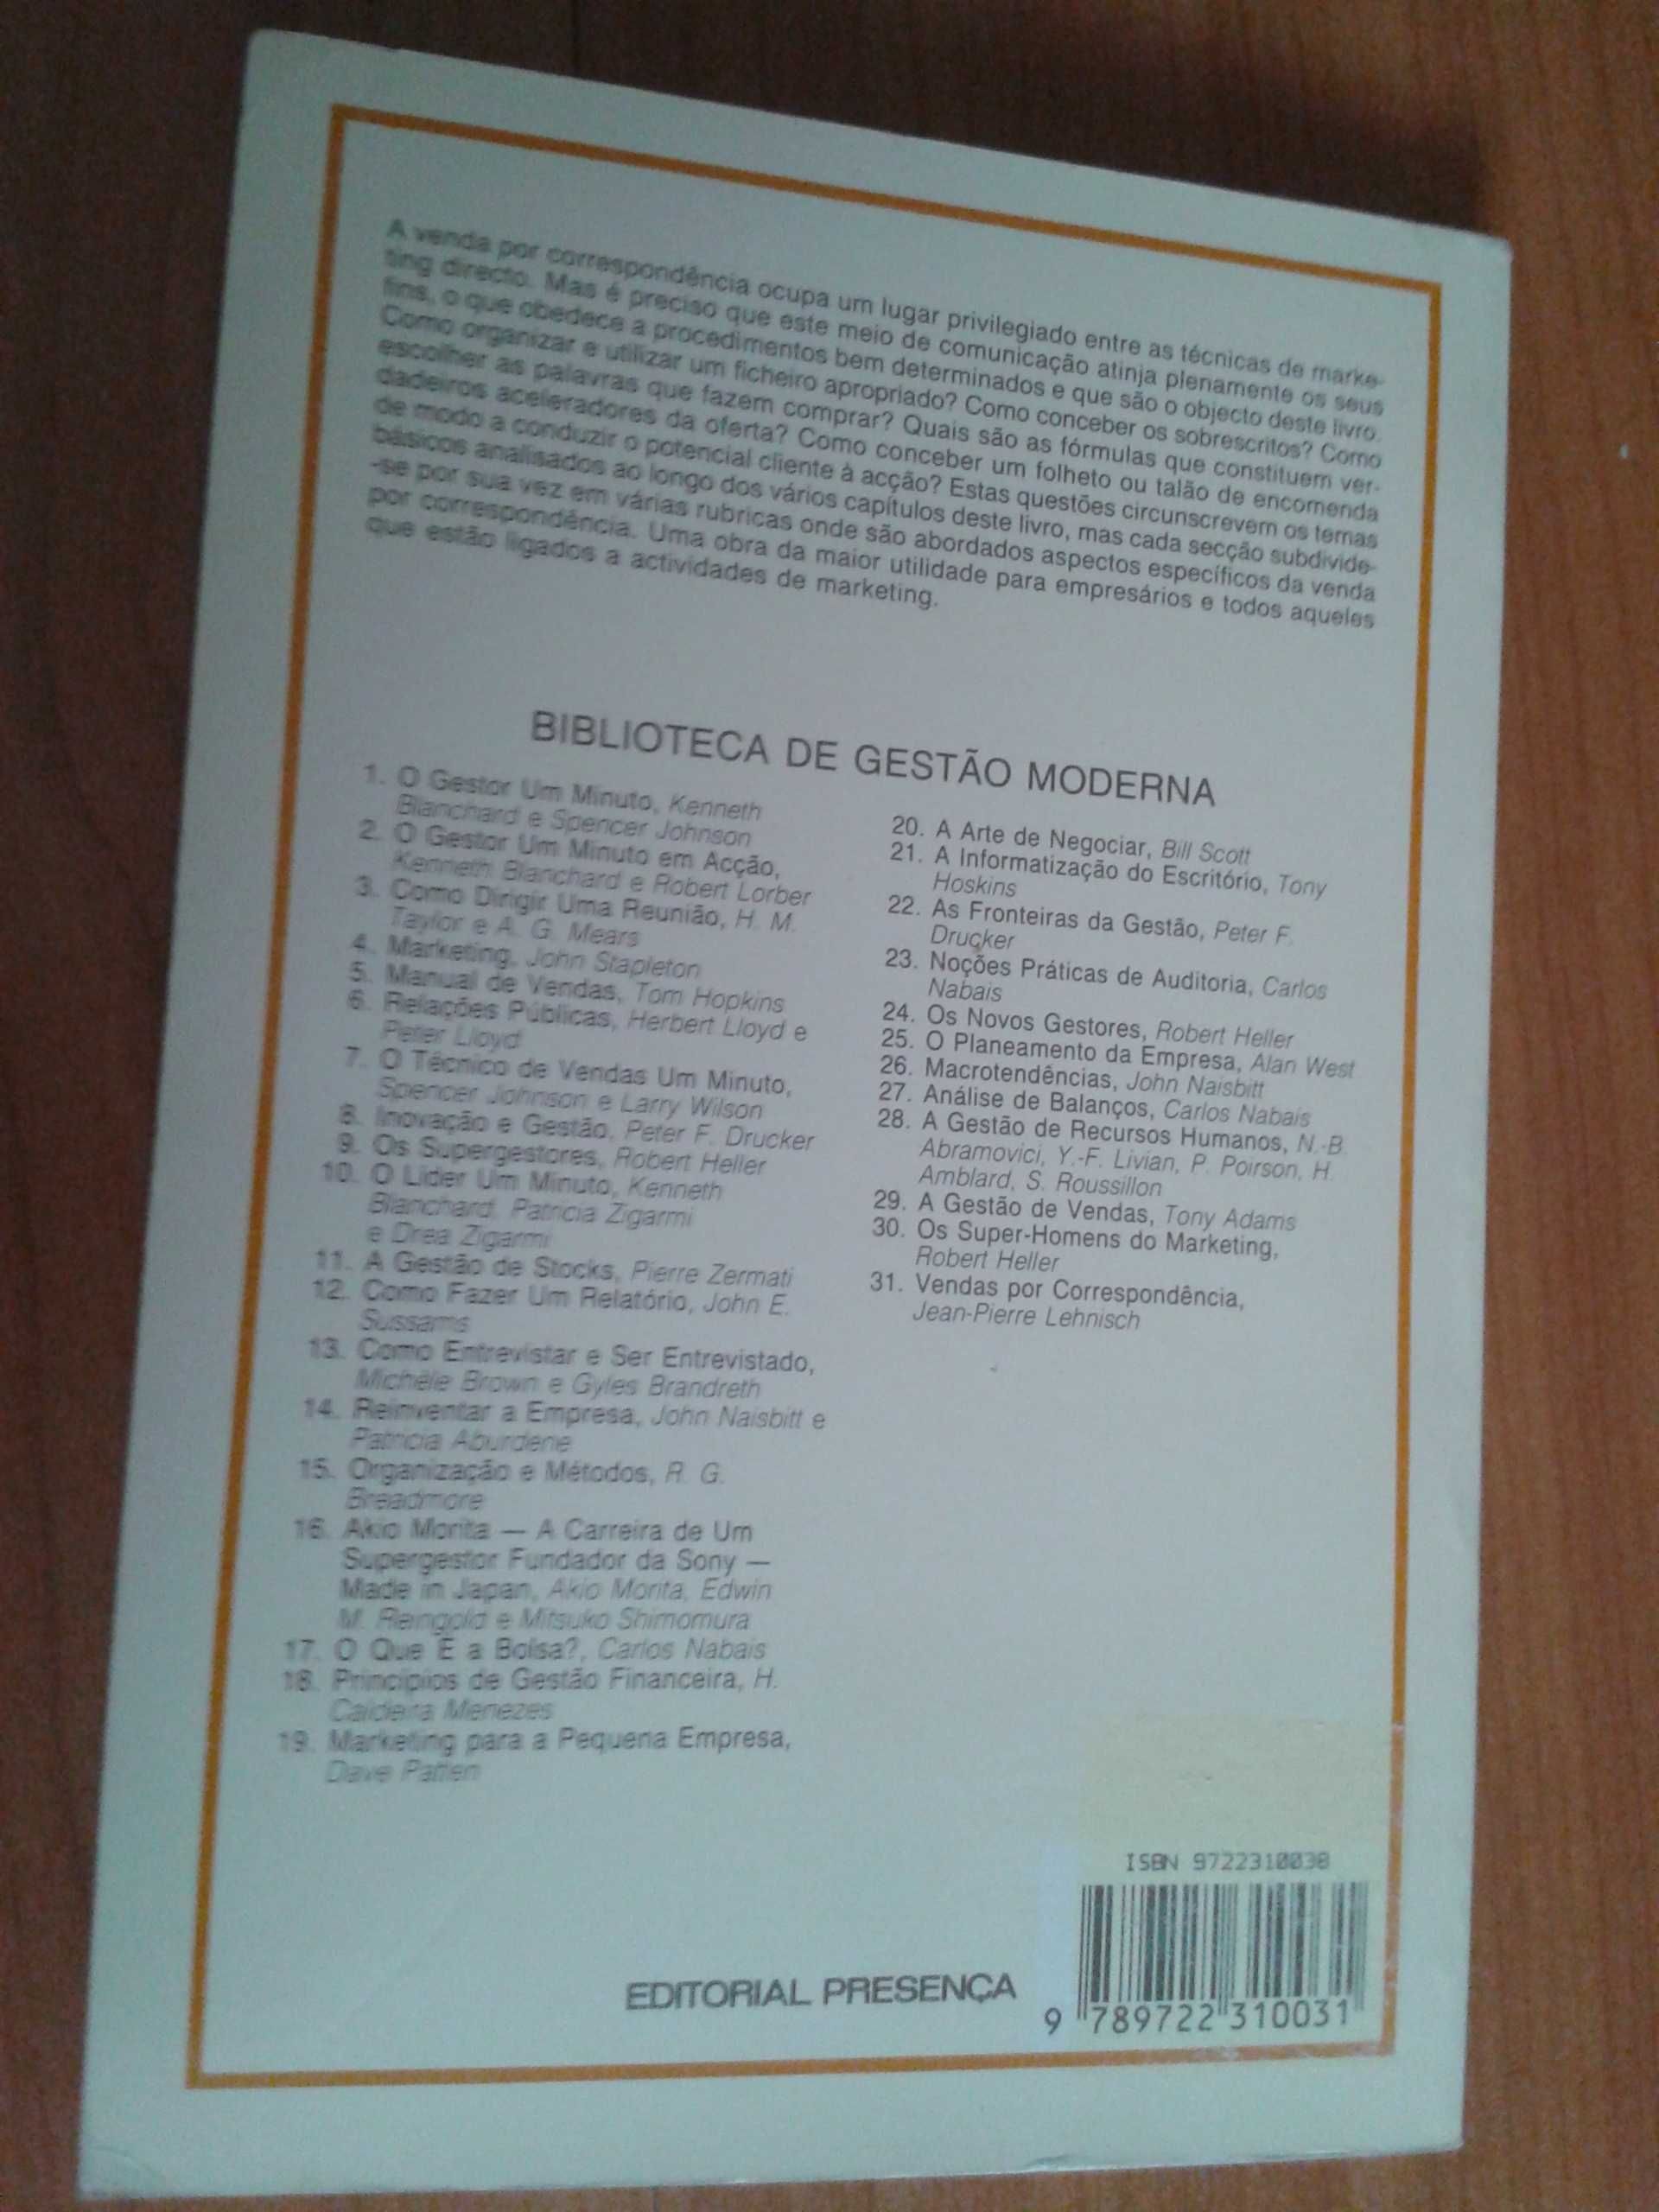 A venda por correspondência ocupa um lugar privilegiado entre as técnicas de marke-
ting directo. Mas é preciso que este meio de comunicação atinja plenamente os seus
fins, o que obedece a procedimentos bem determinados e que são o objecto deste livro.
Como organizar e utilizar um ficheiro apropriado? Como conceber os sobrescritos? Como
escolher as palavras que fazem comprar? Quais são as fórmulas que constituem ver-
dadeiros aceleradores da oferta? Como conceber um folheto ou talão de encomenda
de modo a conduzir o potencial cliente à acção? Estas questões circunscrevem os temas
básicos analisados ao longo dos vários capítulos deste livro, mas cada secção subdivide-
-se por sua vez em várias rubricas onde são abordados aspectos específicos da venda
por correspondência. Uma obra da maior utilidade para empresários e todos aqueles
que estão ligados a actividades de marketing.
BIBLIOTECA DE GESTÃO MODERNA
1. O Gestor Um Minuto, Kenneth
Blanchard e Spencer Johnson
2. O Gestor Um Minuto em Acção,
Kenneth Blanchard e Robert Lorber
3. Como Dirigir Uma Reunião, H. M.
Taylor e A. G. Mears
4. Marketing, John Stapleton
5. Manual de Vendas, Tom Hopkins
6. Relações Públicas, Herbert Lloyd e
Peter Lloyd
7. O Técnico de Vendas Um Minuto,
Spencer Johnson e Larry Wilson
8. Inovação e Gestão, Peter F. Drucker
9. Os Supergestores, Robert Heller
10. O Líder Um Minuto, Kenneth
Blanchard, Patricia Zigarmi
e Drea Zigarmi
11. A Gestão de Stocks, Pierre Zermati
12. Como Fazer Um Relatório, John E.
Sussams
13. Como Entrevistar e Ser Entrevistado,
Michèle Brown e Gyles Brandreth
14. Reinventar a Empresa, John Naisbitt e
Patricia Aburdene
15. Organização e Métodos, R. G.
Breadmore
16. Akio Morita — A Carreira de Um
Supergestor Fundador da Sony —
Made in Japan, Akio Morita, Edwin
M. Reingold e Mitsuko Shimomura
17. O Que É a Bolsa?, Carlos Nabais
18. Princípios de Gestão Financeira, H.
Caldeira Menezes
19. Marketing para a Pequena Empresa,
Dave Patten
20. A Arte de Negociar, Bill Scott
21. A Informatização do Escritório, Tony
Hoskins
22. As Fronteiras da Gestão, Peter F.
Drucker
23. Noções Práticas de Auditoria, Carlos
Nabais
24. Os Novos Gestores, Robert Heller
25. O Planeamento da Empresa, Alan West
26. Macrotendências, John Naisbitt
27. Análise de Balanços, Carlos Nabais
28. A Gestão de Recursos Humanos, N.-B.
Abramovici, Y.-F. Livian, P. Poirson, H.
Amblard, S. Roussillon
29. A Gestão de Vendas, Tony Adams
30. Os Super-Homens do Marketing,
Robert Heller
31. Vendas por Correspondência,
Jean-Pierre Lehnisch
ISBN 9722310038
EDITORIAL PRESENÇA
9 789722 310031